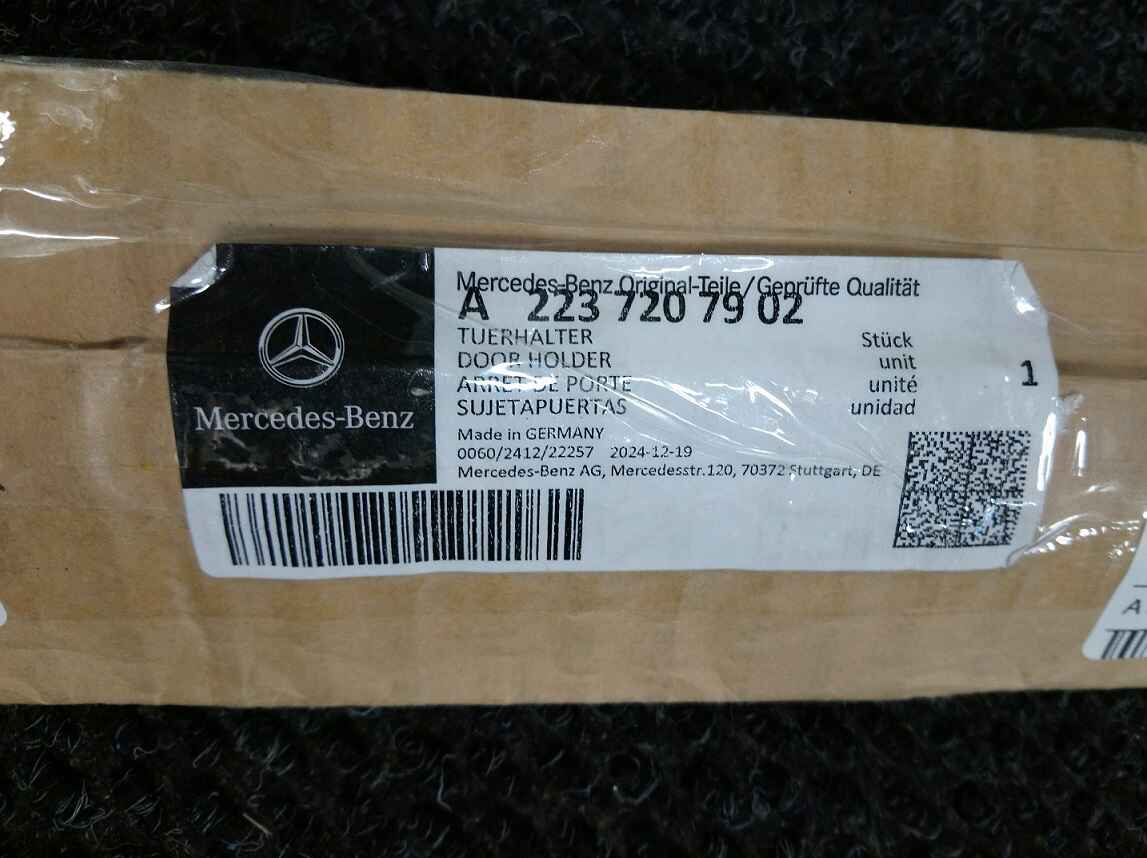 Mercedes-Benz Original-Teile/Geprüfte Qualität
A 223 720 79 02
TUERHALTER Stück
DOOR HOLDER unit
ARRET DE PORTE unité 1
SUJETAPUERTAS unidad
Mercedes-Benz
Made in GERMANY
0060/2412/22257 2024-12-19
Mercedes-Benz AG, Mercedesstr.120, 70372 Stuttgart, DE
A